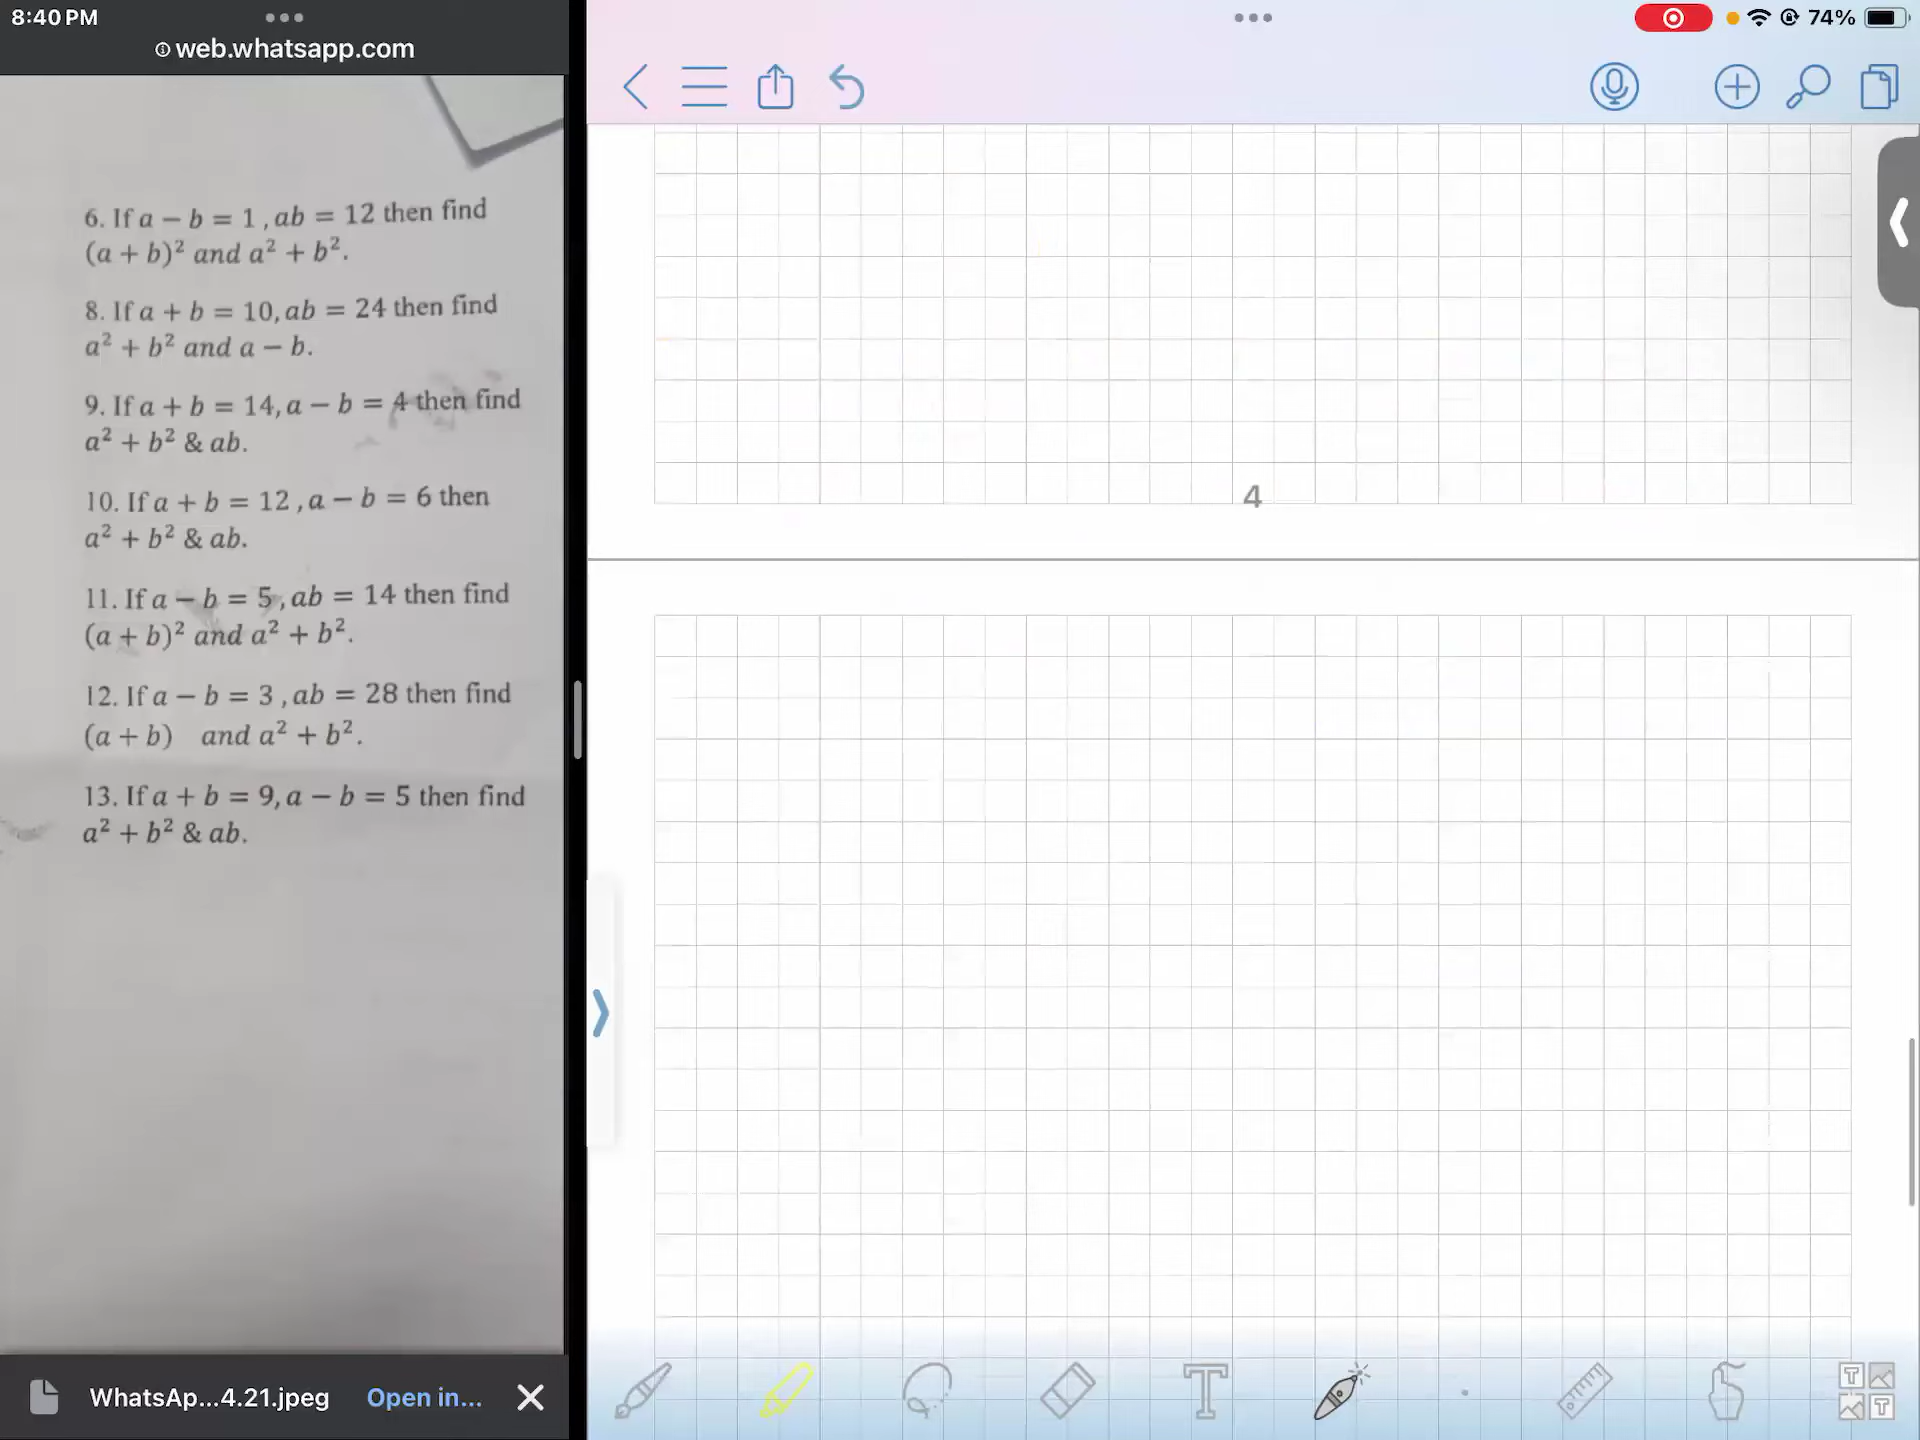 8:40 PM
web.whatsapp.com
74%
6. If a − b = 1 , ab = 12 then find
(a + b)² and a² + b².
8. If a + b = 10, ab = 24 then find
a² + b² and a − b.
9. If a + b = 14, a − b = 4 then find
a² + b² & ab.
10. If a + b = 12 , a − b = 6 then
a² + b² & ab.
11. If a − b = 5 , ab = 14 then find
(a + b)² and a² + b².
12. If a − b = 3 , ab = 28 then find
(a + b) and a² + b².
13. If a + b = 9, a − b = 5 then find
a² + b² & ab.
4
WhatsAp...4.21.jpeg
Open in...
T
T
T